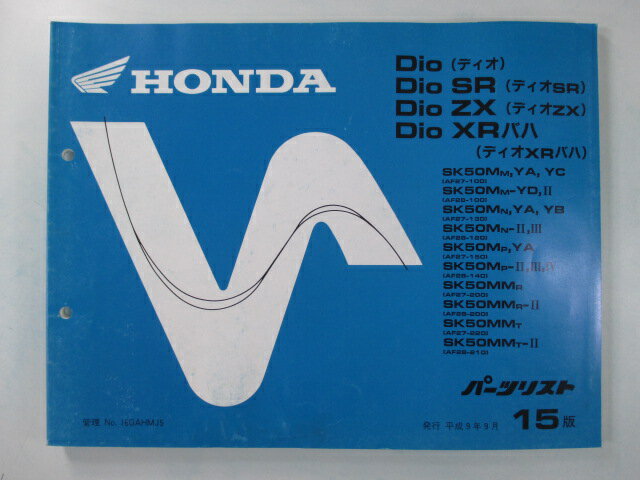 HONDA
Dio (ディオ)
Dio SR (ディオSR)
Dio ZX (ディオZX)
Dio XRバハ
(ディオXRバハ)
SK50MM,YA, YC
(AF27-100)
SK50MM-YD,II
(AF28-100)
SK50MN,YA, YB
(AF27-130)
SK50MN-II,III
SK50MP,YA
(AF27-150)
SK50MP-II,III,IV
(AF28-140)
SK50MMR
(AF27-200)
SK50MMR-II
(AF28-200)
SK50MMT
(AF27-220)
SK50MMT-II
(AF28-210)
パーツリスト
管理 No. 16GAHMJ5
発行 平成9年9月 15版